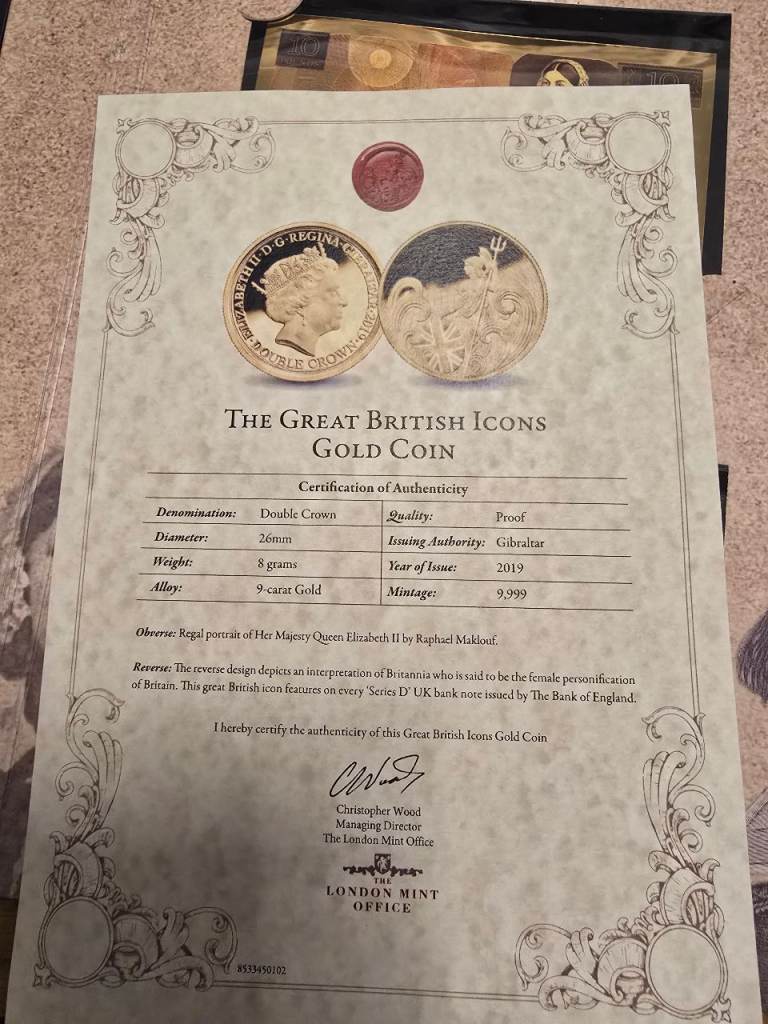 10
10
ELIZABETH II·D·G·REGINA·GIBRALTAR·2019·
·DOUBLE CROWN·
THE GREAT BRITISH ICONS
GOLD COIN
Certification of Authenticity
Denomination: Double Crown Quality: Proof
Diameter: 26mm Issuing Authority: Gibraltar
Weight: 8 grams Year of Issue: 2019
Alloy: 9-carat Gold Mintage: 9,999
Obverse: Regal portrait of Her Majesty Queen Elizabeth II by Raphael Maklouf.
Reverse: The reverse design depicts an interpretation of Britannia who is said to be the female personification
of Britain. This great British icon features on every ‘Series D’ UK bank note issued by The Bank of England.
I hereby certify the authenticity of this Great British Icons Gold Coin
CWood
Christopher Wood
Managing Director
The London Mint Office
THE
LONDON MINT
OFFICE
8533450102